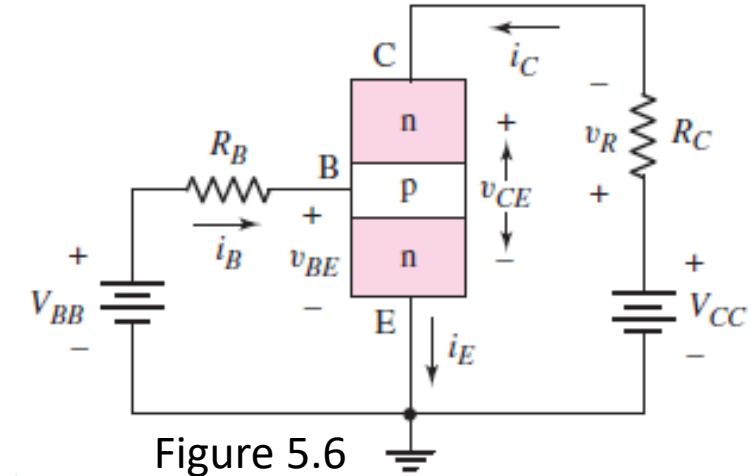 C
i_C
n
−
+
R_B
v_R
R_C
B
p
v_CE
+
+
i_B
v_BE
n
−
+
+
V_BB
−
V_CC
E
i_E
−
−
Figure 5.6